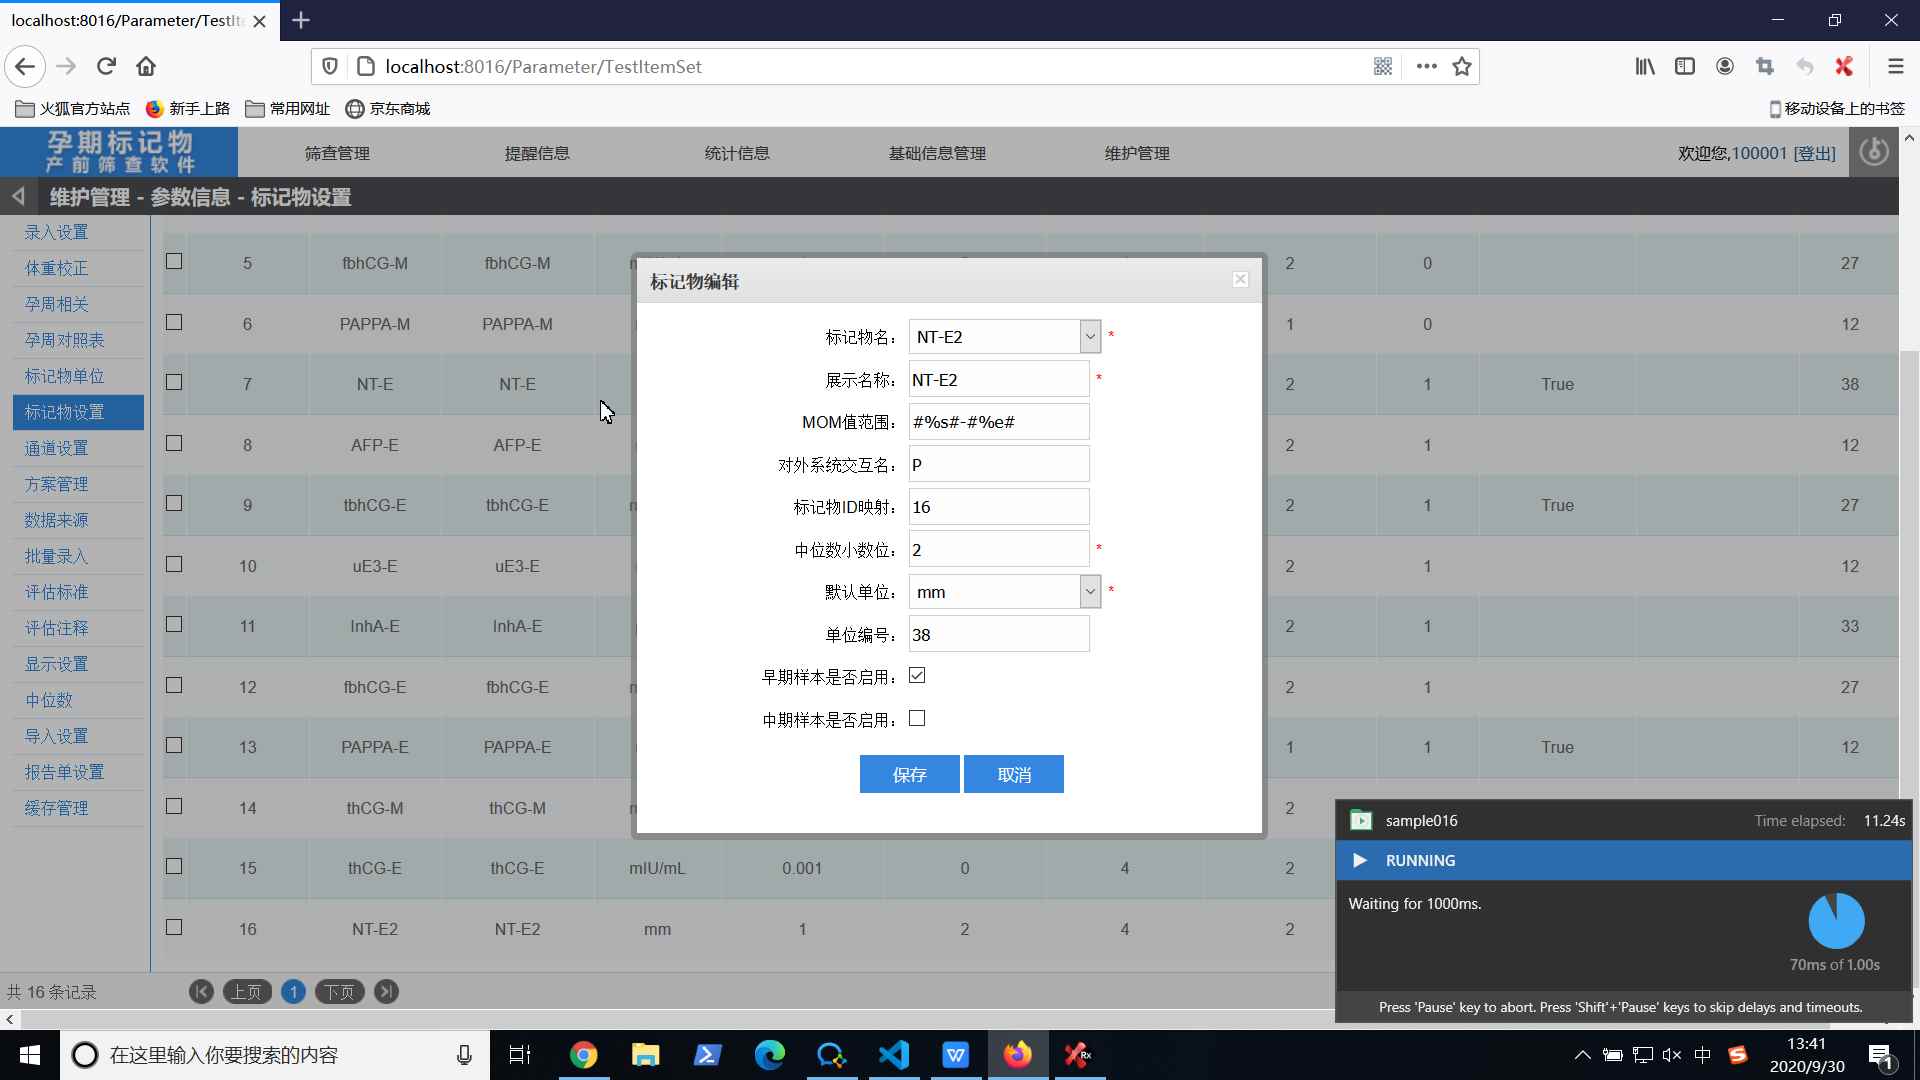 localhost:8016/Parameter/TestIt
localhost:8016/Parameter/TestItemSet
火狐官方站点 新手上路 常用网址 京东商城 移动设备上的书签
孕期标记物
产前筛查软件
筛查管理 提醒信息 统计信息 基础信息管理 维护管理 欢迎您,100001 [登出]
维护管理 - 参数信息 - 标记物设置
录入设置
体重校正
孕周相关
孕周对照表
标记物单位
标记物设置
通道设置
方案管理
数据来源
批量录入
评估标准
评估注释
显示设置
中位数
导入设置
报告单设置
缓存管理
5 fbhCG-M fbhCG-M 2 0 27
6 PAPPA-M PAPPA-M 1 0 12
7 NT-E NT-E 2 1 True 38
8 AFP-E AFP-E 2 1 12
9 tbhCG-E tbhCG-E 2 1 True 27
10 uE3-E uE3-E 2 1 12
11 InhA-E InhA-E 2 1 33
12 fbhCG-E fbhCG-E 2 1 27
13 PAPPA-E PAPPA-E 1 1 True 12
14 thCG-M thCG-M 2
15 thCG-E thCG-E mIU/mL 0.001 0 4 2
16 NT-E2 NT-E2 mm 1 2 4 2
共 16 条记录 上页 1 下页
标记物编辑
标记物名: NT-E2 *
展示名称: NT-E2 *
MOM值范围: #%s#-#%e#
对外系统交互名: P
标记物ID映射: 16
中位数小数位: 2 *
默认单位: mm *
单位编号: 38
早期样本是否启用:
中期样本是否启用:
保存 取消
sample016 Time elapsed: 11.24s
RUNNING
Waiting for 1000ms.
70ms of 1.00s
Press 'Pause' key to abort. Press 'Shift'+'Pause' keys to skip delays and timeouts.
在这里输入你要搜索的内容
中
13:41
2020/9/30
1